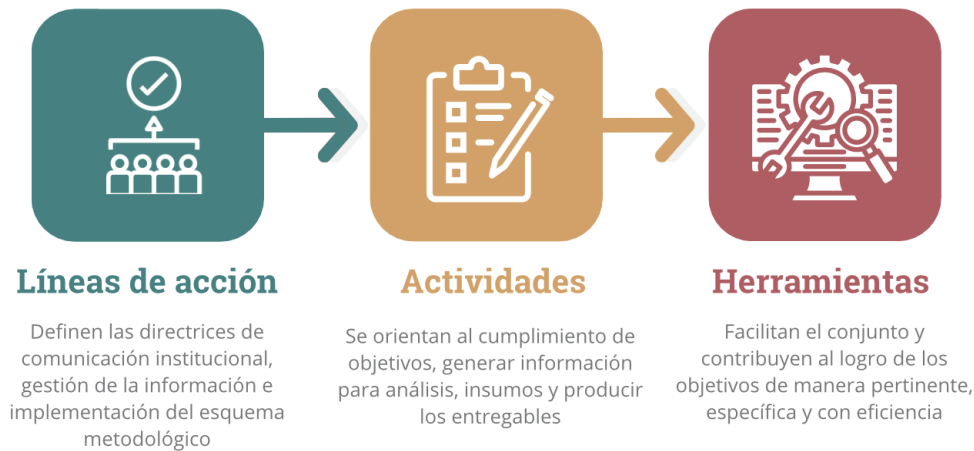 Líneas de acción
Definen las directrices de
comunicación institucional,
gestión de la información e
implementación del esquema
metodológico
Actividades
Se orientan al cumplimiento de
objetivos, generar información
para análisis, insumos y producir
los entregables
Herramientas
Facilitan el conjunto y
contribuyen al logro de los
objetivos de manera pertinente,
específica y con eficiencia